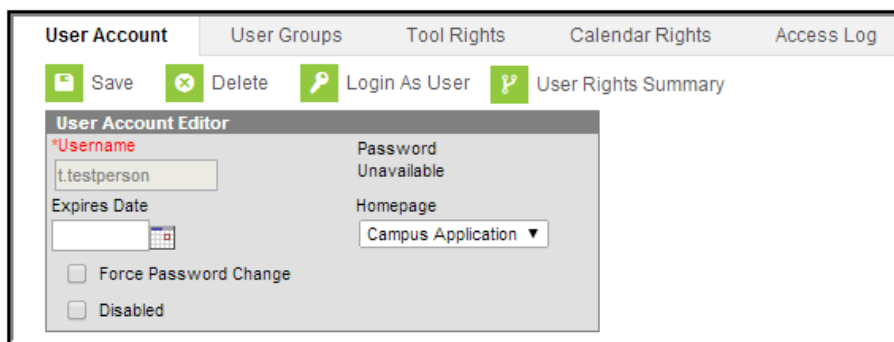 User Account User Groups Tool Rights Calendar Rights Access Log
Save Delete Login As User User Rights Summary
User Account Editor
*Username Password
t.testperson Unavailable
Expires Date Homepage
Campus Application
Force Password Change
Disabled